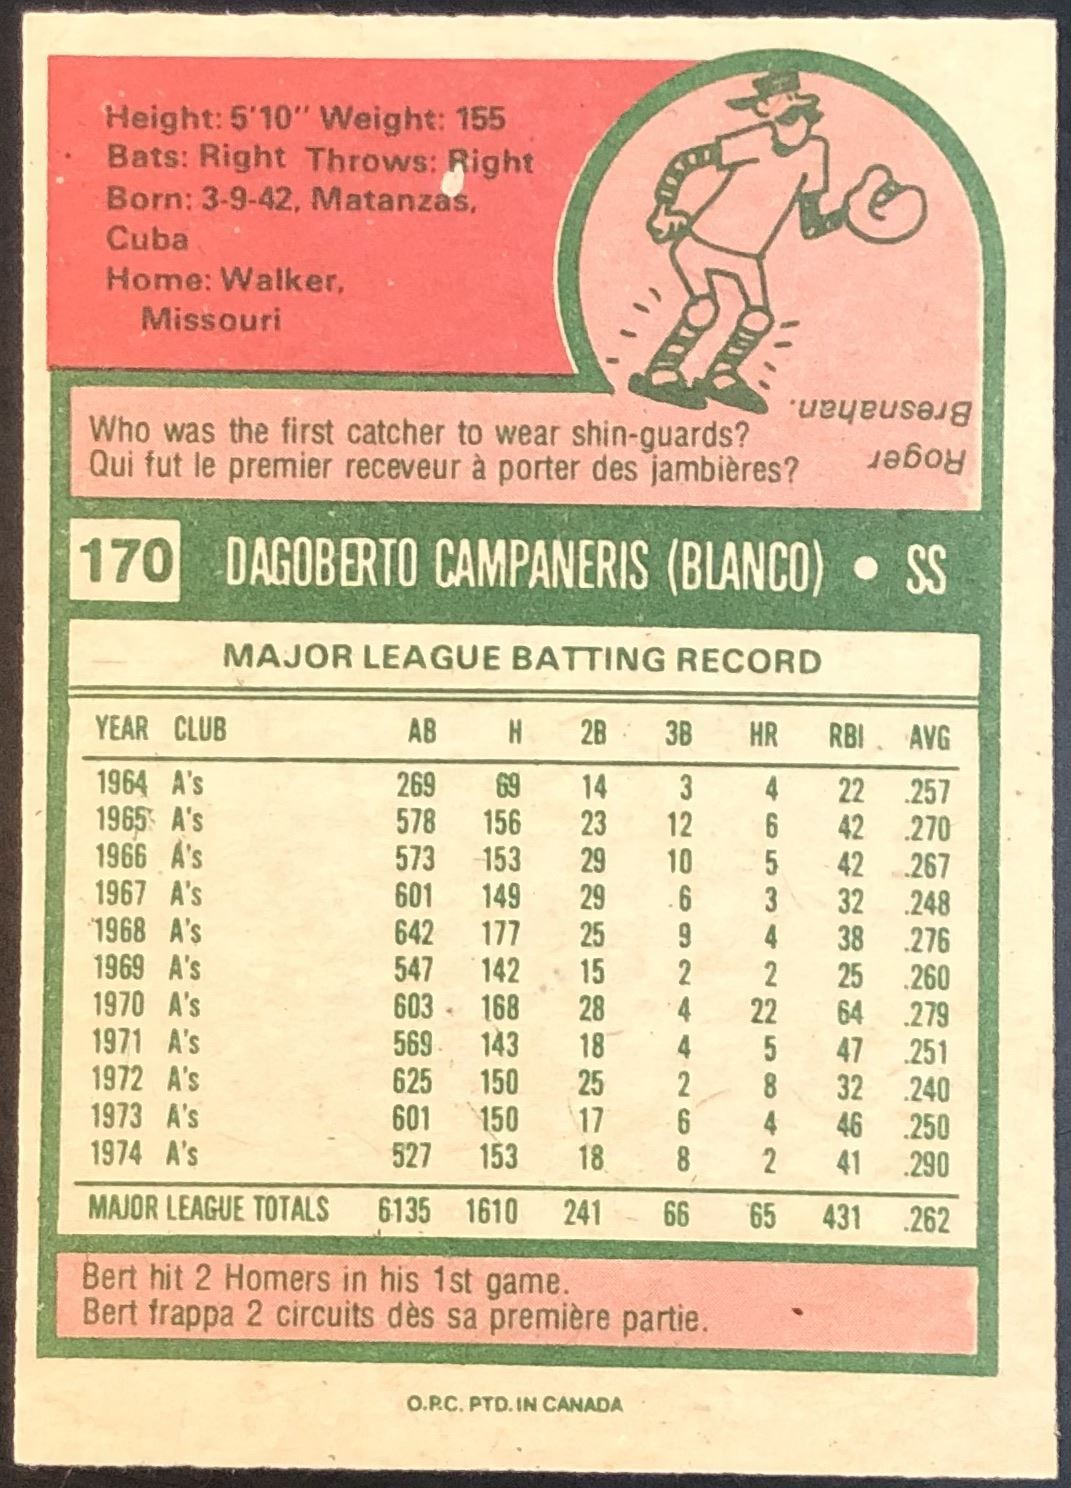 Height: 5'10" Weight: 155
Bats: Right Throws: Right
Born: 3-9-42, Matanzas,
Cuba
Home: Walker,
Missouri
Who was the first catcher to wear shin-guards?
Qui fut le premier receveur à porter des jambières?
Roger
Bresnahan.
170 DAGOBERTO CAMPANERIS (BLANCO) • SS
MAJOR LEAGUE BATTING RECORD
YEAR CLUB AB H 2B 3B HR RBI AVG
1964 A's 269 69 14 3 4 22 .257
1965 A's 578 156 23 12 6 42 .270
1966 A's 573 153 29 10 5 42 .267
1967 A's 601 149 29 6 3 32 .248
1968 A's 642 177 25 9 4 38 .276
1969 A's 547 142 15 2 2 25 .260
1970 A's 603 168 28 4 22 64 .279
1971 A's 569 143 18 4 5 47 .251
1972 A's 625 150 25 2 8 32 .240
1973 A's 601 150 17 6 4 46 .250
1974 A's 527 153 18 8 2 41 .290
MAJOR LEAGUE TOTALS 6135 1610 241 66 65 431 .262
Bert hit 2 Homers in his 1st game.
Bert frappa 2 circuits dès sa première partie.
O.P.C. PTD. IN CANADA